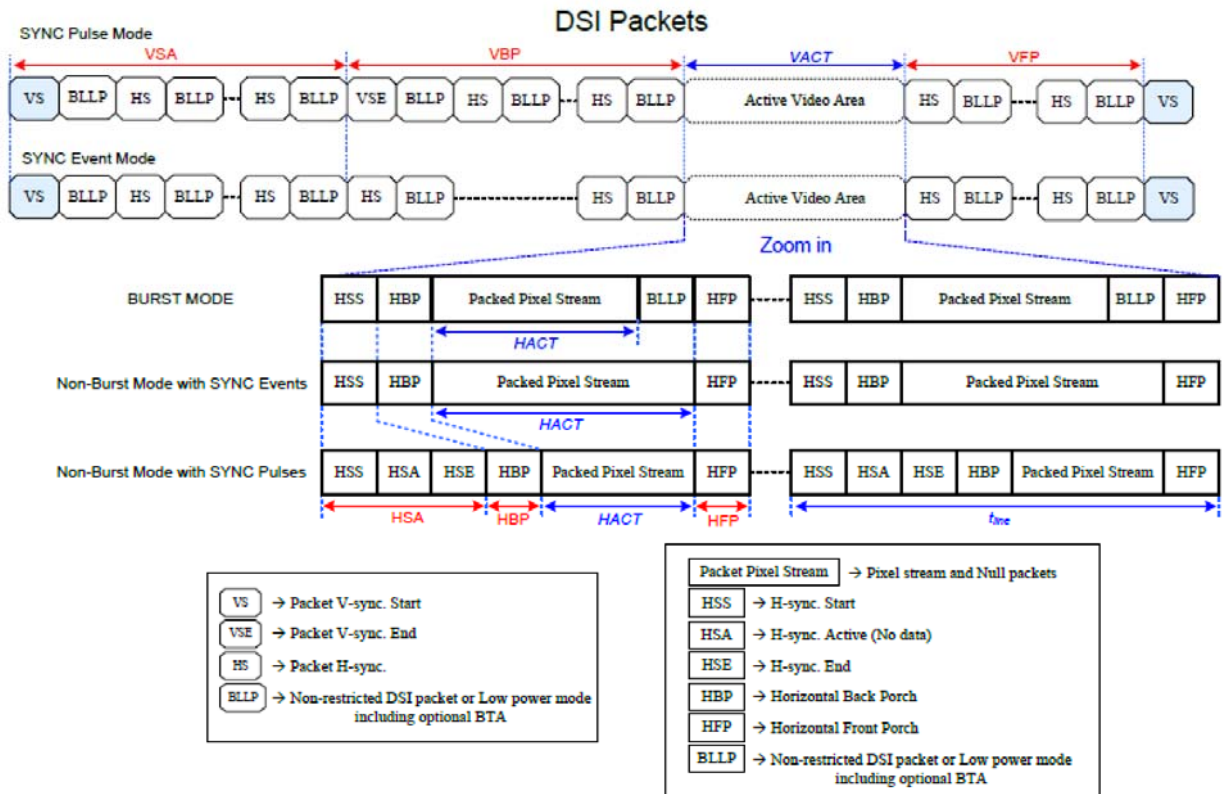 DSI Packets
SYNC Pulse Mode
VSA VBP VACT VFP
VS BLLP HS BLLP HS BLLP VSE BLLP HS BLLP HS BLLP Active Video Area HS BLLP HS BLLP VS
SYNC Event Mode
VS BLLP HS BLLP HS BLLP HS BLLP HS BLLP Active Video Area HS BLLP HS BLLP VS
Zoom in
BURST MODE HSS HBP Packed Pixel Stream BLLP HFP HSS HBP Packed Pixel Stream BLLP HFP
HACT
Non-Burst Mode with SYNC Events HSS HBP Packed Pixel Stream HFP HSS HBP Packed Pixel Stream HFP
HACT
Non-Burst Mode with SYNC Pulses HSS HSA HSE HBP Packed Pixel Stream HFP HSS HSA HSE HBP Packed Pixel Stream HFP
HSA HBP HACT HFP tline
VS → Packet V-sync. Start
VSE → Packet V-sync. End
HS → Packet H-sync.
BLLP → Non-restricted DSI packet or Low power mode
including optional BTA
Packet Pixel Stream → Pixel stream and Null packets
HSS → H-sync. Start
HSA → H-sync. Active (No data)
HSE → H-sync. End
HBP → Horizontal Back Porch
HFP → Horizontal Front Porch
BLLP → Non-restricted DSI packet or Low power mode
including optional BTA